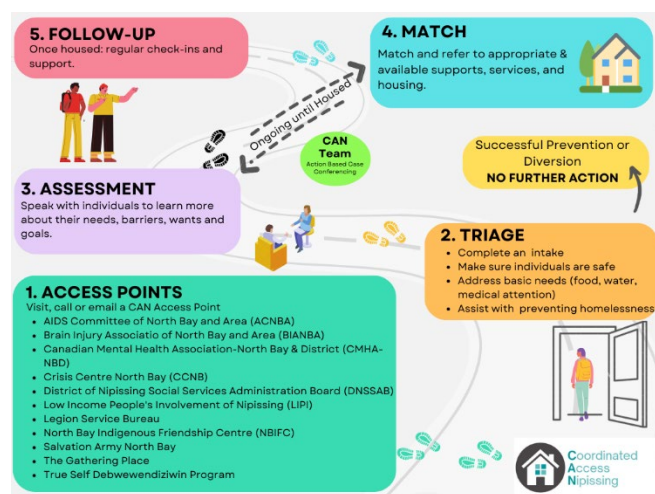 5. FOLLOW-UP
Once housed: regular check-ins and
support.
4. MATCH
Match and refer to appropriate &
available supports, services, and
housing.
Ongoing until Housed
CAN
Team
Action Based Case
Conferencing
Successful Prevention or
Diversion
NO FURTHER ACTION
3. ASSESSMENT
Speak with individuals to learn more
about their needs, barriers, wants and
goals.
2. TRIAGE
• Complete an intake
• Make sure individuals are safe
• Address basic needs (food, water,
medical attention)
• Assist with preventing homelessness
1. ACCESS POINTS
Visit, call or email a CAN Access Point
• AIDS Committee of North Bay and Area (ACNBA)
• Brain Injury Associatio of North Bay and Area (BIANBA)
• Canadian Mental Health Association-North Bay & District (CMHA-
NBD)
• Crisis Centre North Bay (CCNB)
• District of Nipissing Social Services Administration Board (DNSSAB)
• Low Income People's Involvement of Nipissing (LIPI)
• Legion Service Bureau
• North Bay Indigenous Friendship Centre (NBIFC)
• Salvation Army North Bay
• The Gathering Place
• True Self Debwewendiziwin Program
Coordinated
Access
Nipissing